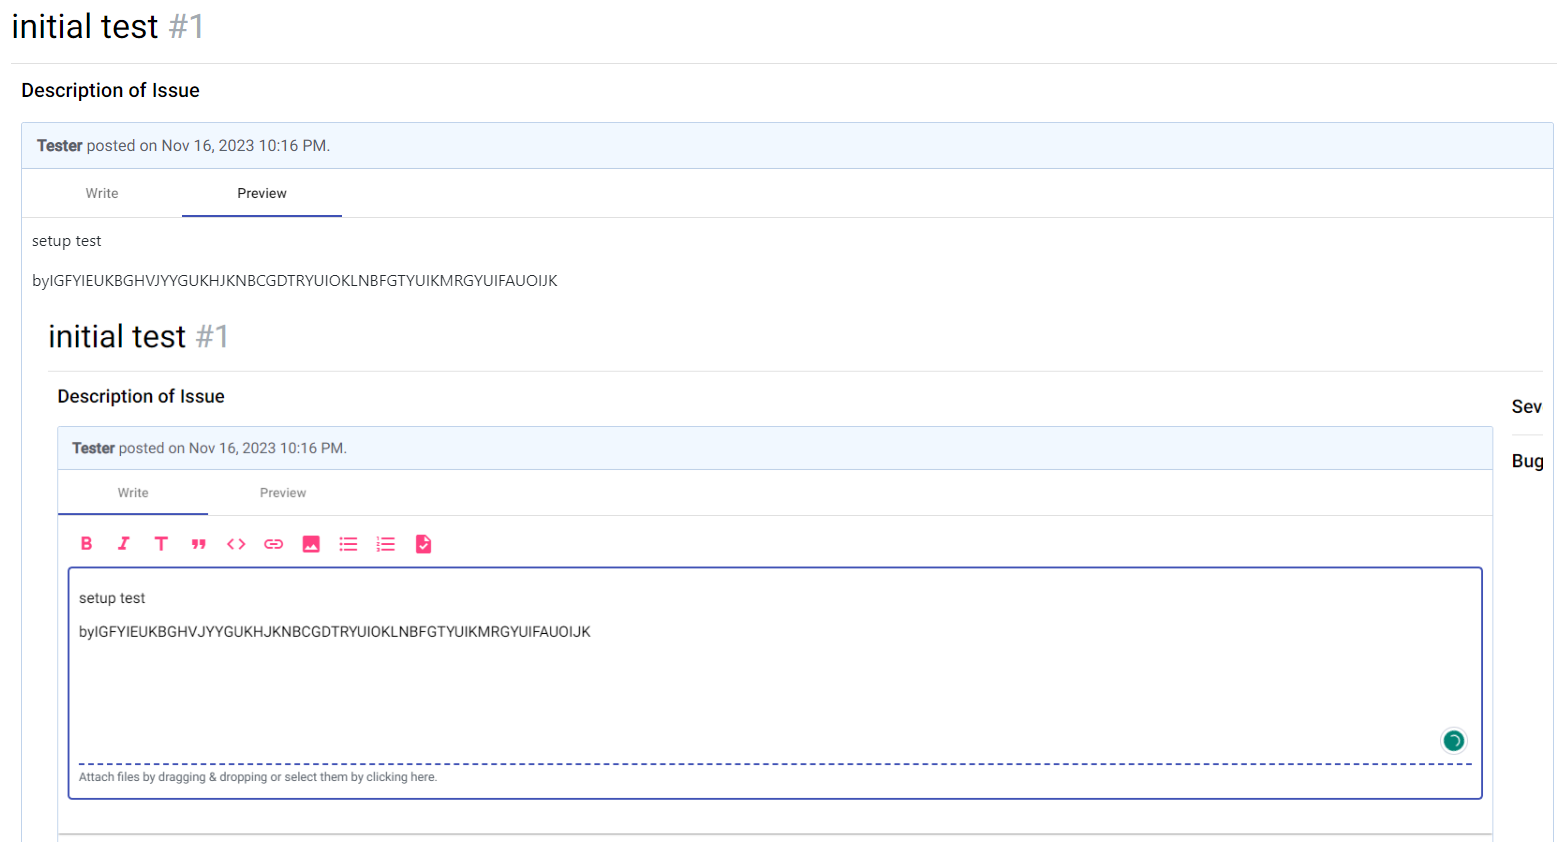 initial test #1
Description of Issue
Tester posted on Nov 16, 2023 10:16 PM.
Write Preview
setup test
byIGFYIEUKBGHVJYYGUKHJKNBCGDTRYUIOKLNBFGTYUIKMRGYUIFAUOIJK
initial test #1
Description of Issue
Sev
Tester posted on Nov 16, 2023 10:16 PM.
Bug
Write Preview
setup test
byIGFYIEUKBGHVJYYGUKHJKNBCGDTRYUIOKLNBFGTYUIKMRGYUIFAUOIJK
Attach files by dragging & dropping or select them by clicking here.